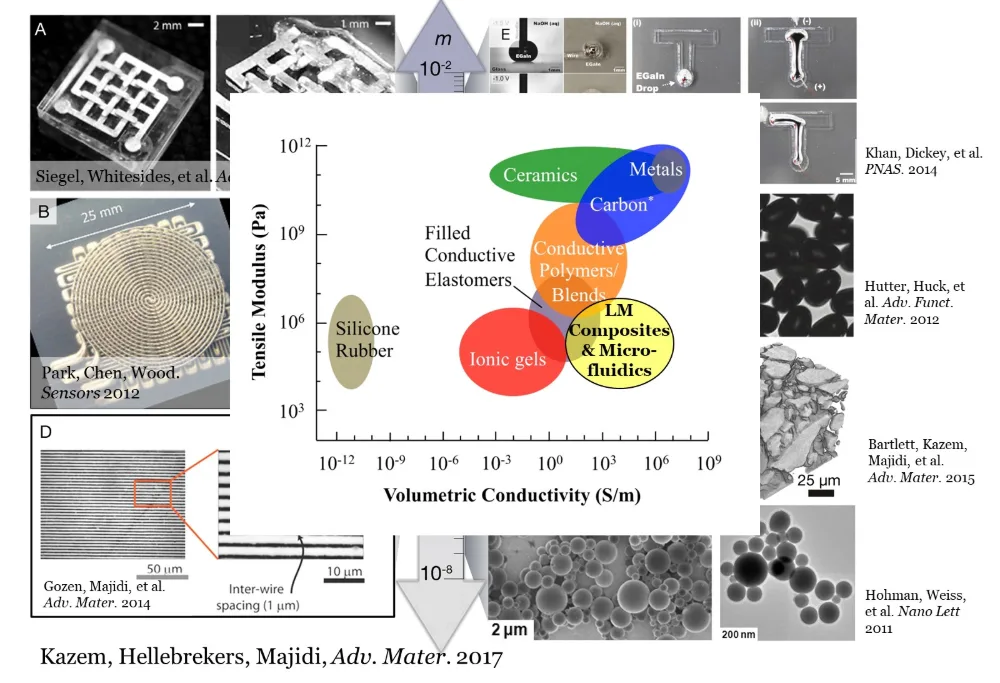 A
2 mm
1 mm
Siegel, Whitesides, et al.
B
25 mm
Park, Chen, Wood.
Sensors 2012
D
50 μm
10 μm
Inter-wire
spacing (1 μm)
Gozen, Majidi, et al.
Adv. Mater. 2014
m
10⁻²
10⁻⁸
E
NaOH (aq)
NaOH (aq)
EGaIn
Wire
EGaIn
-1.0 V
(i)
EGaIn
Drop
(ii)
(-)
(+)
5 mm
Khan, Dickey, et al.
PNAS. 2014
Hutter, Huck, et
al. Adv. Funct.
Mater. 2012
25 μm
Bartlett, Kazem,
Majidi, et al.
Adv. Mater. 2015
2 μm
200 nm
Hohman, Weiss,
et al. Nano Lett
2011
Tensile Modulus (Pa)
10¹²
10⁹
10⁶
10³
Ceramics
Metals
Carbon*
Filled
Conductive
Elastomers
Conductive
Polymers/
Blends
Silicone
Rubber
Ionic gels
LM
Composites
& Micro-
fluidics
10⁻¹²
10⁻⁹
10⁻⁶
10⁻³
10⁰
10³
10⁶
10⁹
Volumetric Conductivity (S/m)
Kazem, Hellebrekers, Majidi, Adv. Mater. 2017